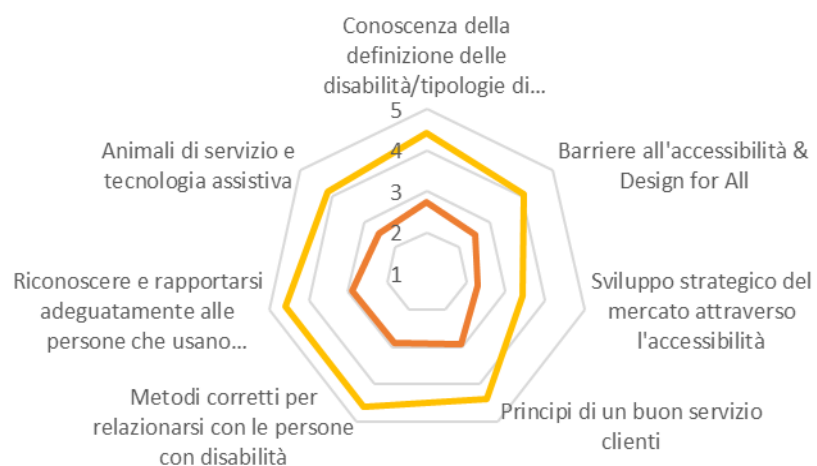 Conoscenza della
definizione delle
disabilità/tipologie di...
Barriere all'accessibilità &
Design for All
Sviluppo strategico del
mercato attraverso
l'accessibilità
Principi di un buon servizio
clienti
Metodi corretti per
relazionarsi con le persone
con disabilità
Riconoscere e rapportarsi
adeguatamente alle
persone che usano...
Animali di servizio e
tecnologia assistiva
5
4
3
2
1